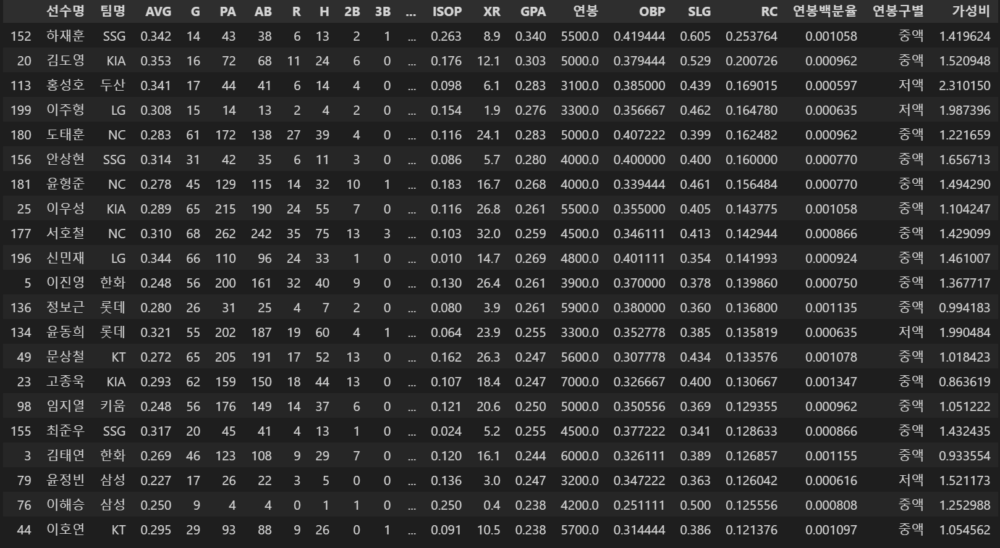 선수명 팀명 AVG G PA AB R H 2B 3B ... ISOP XR GPA 연봉 OBP SLG RC 연봉백분율 연봉구별 가성비
152 하재훈 SSG 0.342 14 43 38 6 13 2 1 ... 0.263 8.9 0.340 5500.0 0.419444 0.605 0.253764 0.001058 중액 1.419624
20 김도영 KIA 0.353 16 72 68 11 24 6 0 ... 0.176 12.1 0.303 5000.0 0.379444 0.529 0.200726 0.000962 중액 1.520948
113 홍성호 두산 0.341 17 44 41 6 14 4 0 ... 0.098 6.1 0.283 3100.0 0.385000 0.439 0.169015 0.000597 저액 2.310150
199 이주형 LG 0.308 15 14 13 2 4 2 0 ... 0.154 1.9 0.276 3300.0 0.356667 0.462 0.164780 0.000635 저액 1.987396
180 도태훈 NC 0.283 61 172 138 27 39 4 0 ... 0.116 24.1 0.283 5000.0 0.407222 0.399 0.162482 0.000962 중액 1.221659
156 안상현 SSG 0.314 31 42 35 6 11 3 0 ... 0.086 5.7 0.280 4000.0 0.400000 0.400 0.160000 0.000770 중액 1.656713
181 윤형준 NC 0.278 45 129 115 14 32 10 1 ... 0.183 16.7 0.268 4000.0 0.339444 0.461 0.156484 0.000770 중액 1.494290
25 이우성 KIA 0.289 65 215 190 24 55 7 0 ... 0.116 26.8 0.261 5500.0 0.355000 0.405 0.143775 0.001058 중액 1.104247
177 서호철 NC 0.310 68 262 242 35 75 13 3 ... 0.103 32.0 0.259 4500.0 0.346111 0.413 0.142944 0.000866 중액 1.429099
196 신민재 LG 0.344 66 110 96 24 33 1 0 ... 0.010 14.7 0.269 4800.0 0.401111 0.354 0.141993 0.000924 중액 1.461007
5 이진영 한화 0.248 56 200 161 32 40 9 0 ... 0.130 26.4 0.261 3900.0 0.370000 0.378 0.139860 0.000750 중액 1.367717
136 정보근 롯데 0.280 26 31 25 4 7 2 0 ... 0.080 3.9 0.261 5900.0 0.380000 0.360 0.136800 0.001135 중액 0.994183
134 윤동희 롯데 0.321 55 202 187 19 60 4 1 ... 0.064 23.9 0.255 3300.0 0.352778 0.385 0.135819 0.000635 저액 1.990484
49 문상철 KT 0.272 65 205 191 17 52 13 0 ... 0.162 26.3 0.247 5600.0 0.307778 0.434 0.133576 0.001078 중액 1.018423
23 고종욱 KIA 0.293 62 159 150 18 44 13 0 ... 0.107 18.4 0.247 7000.0 0.326667 0.400 0.130667 0.001347 중액 0.863619
98 임지열 키움 0.248 56 176 149 14 37 6 0 ... 0.121 20.6 0.250 5000.0 0.350556 0.369 0.129355 0.000962 중액 1.051222
155 최준우 SSG 0.317 20 45 41 4 13 1 0 ... 0.024 5.2 0.255 4500.0 0.377222 0.341 0.128633 0.000866 중액 1.432435
3 김태연 한화 0.269 46 123 108 9 29 7 0 ... 0.120 16.1 0.244 6000.0 0.326111 0.389 0.126857 0.001155 중액 0.933554
79 윤정빈 삼성 0.227 17 26 22 3 5 0 0 ... 0.136 3.0 0.247 3200.0 0.347222 0.363 0.126042 0.000616 저액 1.521173
76 이해승 삼성 0.250 9 4 4 0 1 1 0 ... 0.250 0.4 0.238 4200.0 0.251111 0.500 0.125556 0.000808 중액 1.252988
44 이호연 KT 0.295 29 93 88 9 26 0 1 ... 0.091 10.5 0.238 5700.0 0.314444 0.386 0.121376 0.001097 중액 1.054562